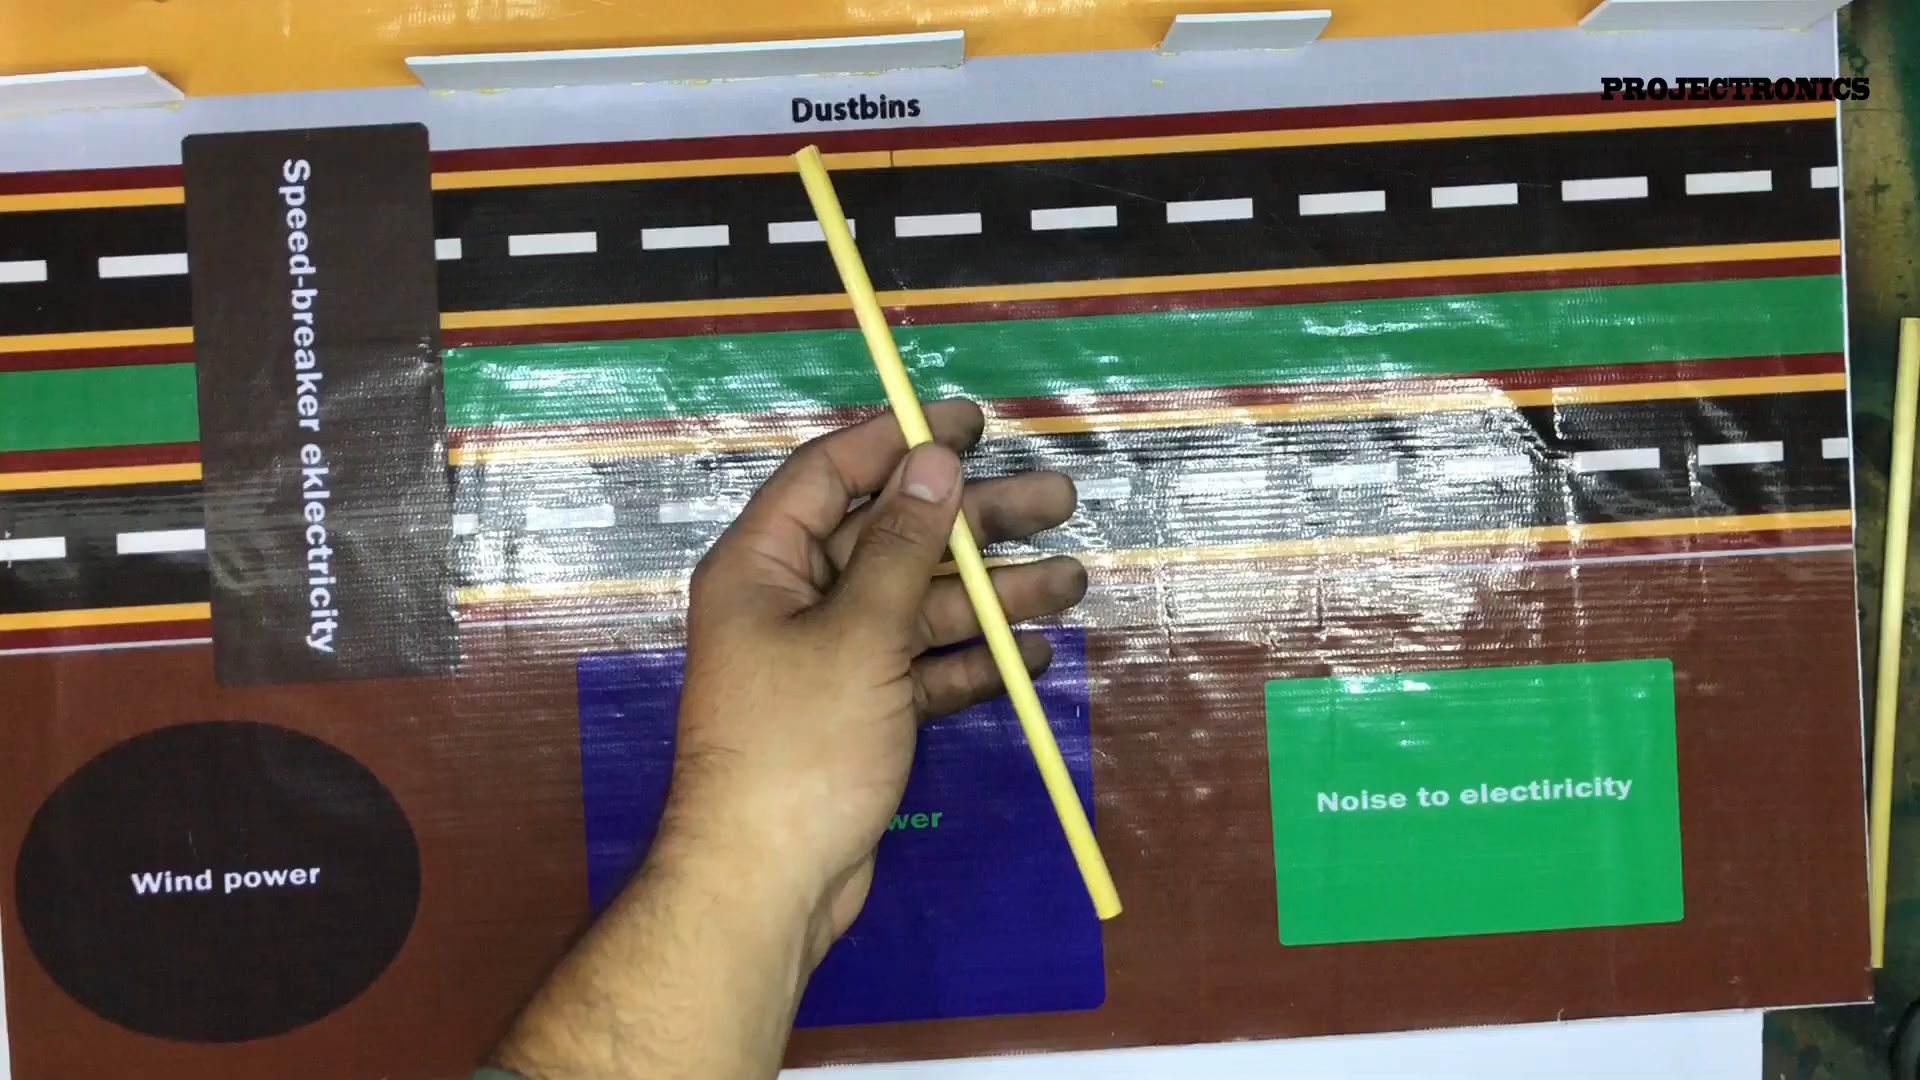 PROJECTRONICS
Dustbins
Speed-breaker eklectricity
wer
Noise to electiricity
Wind power